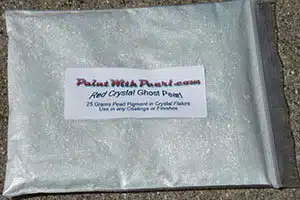 PaintWithPearl.com
Red Crystal Ghost Pearl
25 Grams Pearl Pigment in Crystal Flakes.
Use in any Coatings or Finishes.